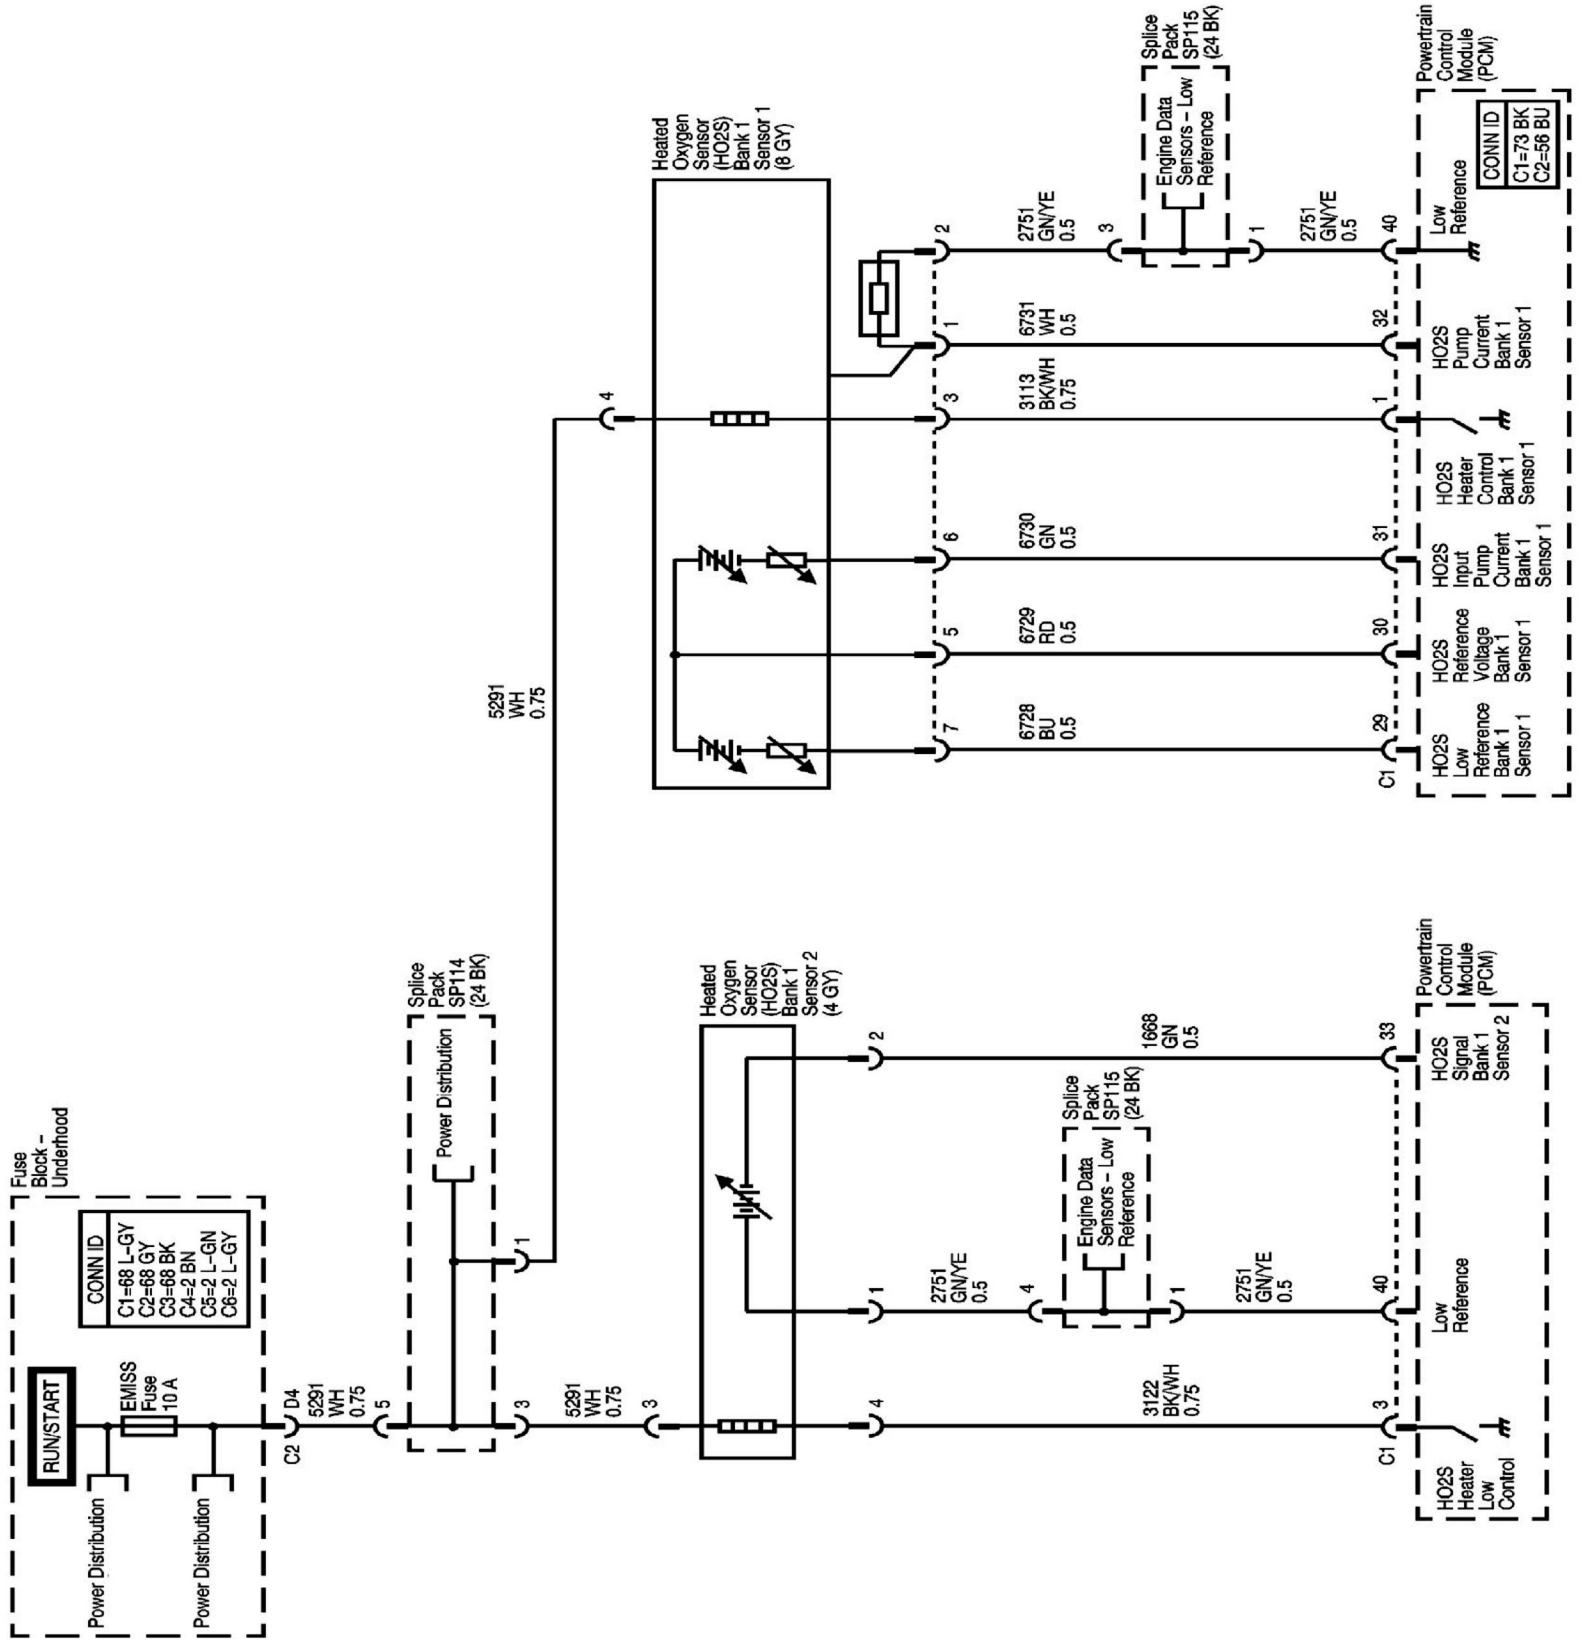 Fuse
Block –
Underhood
RUN/START
EMISS
Fuse
10 A
CONN ID
C1=68 L–GY
C2=68 GY
C3=68 BK
C4=2 BN
C5=2 L–GN
C6=2 L–GY
Power Distribution
Power Distribution
C2
D4
5291
WH
0.75
5
Splice
Pack
SP114
(24 BK)
Power Distribution
3
1
5291
WH
0.75
3
5291
WH
0.75
4
Heated
Oxygen
Sensor
(HO2S)
Bank 1
Sensor 2
(4 GY)
4
1
2
2751
GN/YE
0.5
4
Splice
Pack
SP115
(24 BK)
Engine Data
Sensors – Low
Reference
1
2751
GN/YE
0.5
3122
BK/WH
0.75
1668
GN
0.5
C1
3
40
33
Powertrain
Control
Module
(PCM)
HO2S
Heater
Low
Control
Low
Reference
HO2S
Signal
Bank 1
Sensor 2
Heated
Oxygen
Sensor
(HO2S)
Bank 1
Sensor 1
(8 GY)
7
5
6
3
1
2
6728
BU
0.5
6729
RD
0.5
6730
GN
0.5
3113
BK/WH
0.75
6731
WH
0.5
2751
GN/YE
0.5
3
Splice
Pack
SP115
(24 BK)
Engine Data
Sensors – Low
Reference
1
2751
GN/YE
0.5
C1
29
30
31
1
32
40
Powertrain
Control
Module
(PCM)
HO2S
Low
Reference
Bank 1
Sensor 1
HO2S
Reference
Voltage
Bank 1
Sensor 1
HO2S
Input
Pump
Current
Bank 1
Sensor 1
HO2S
Heater
Control
Bank 1
Sensor 1
HO2S
Pump
Current
Bank 1
Sensor 1
Low
Reference
CONN ID
C1=73 BK
C2=56 BU